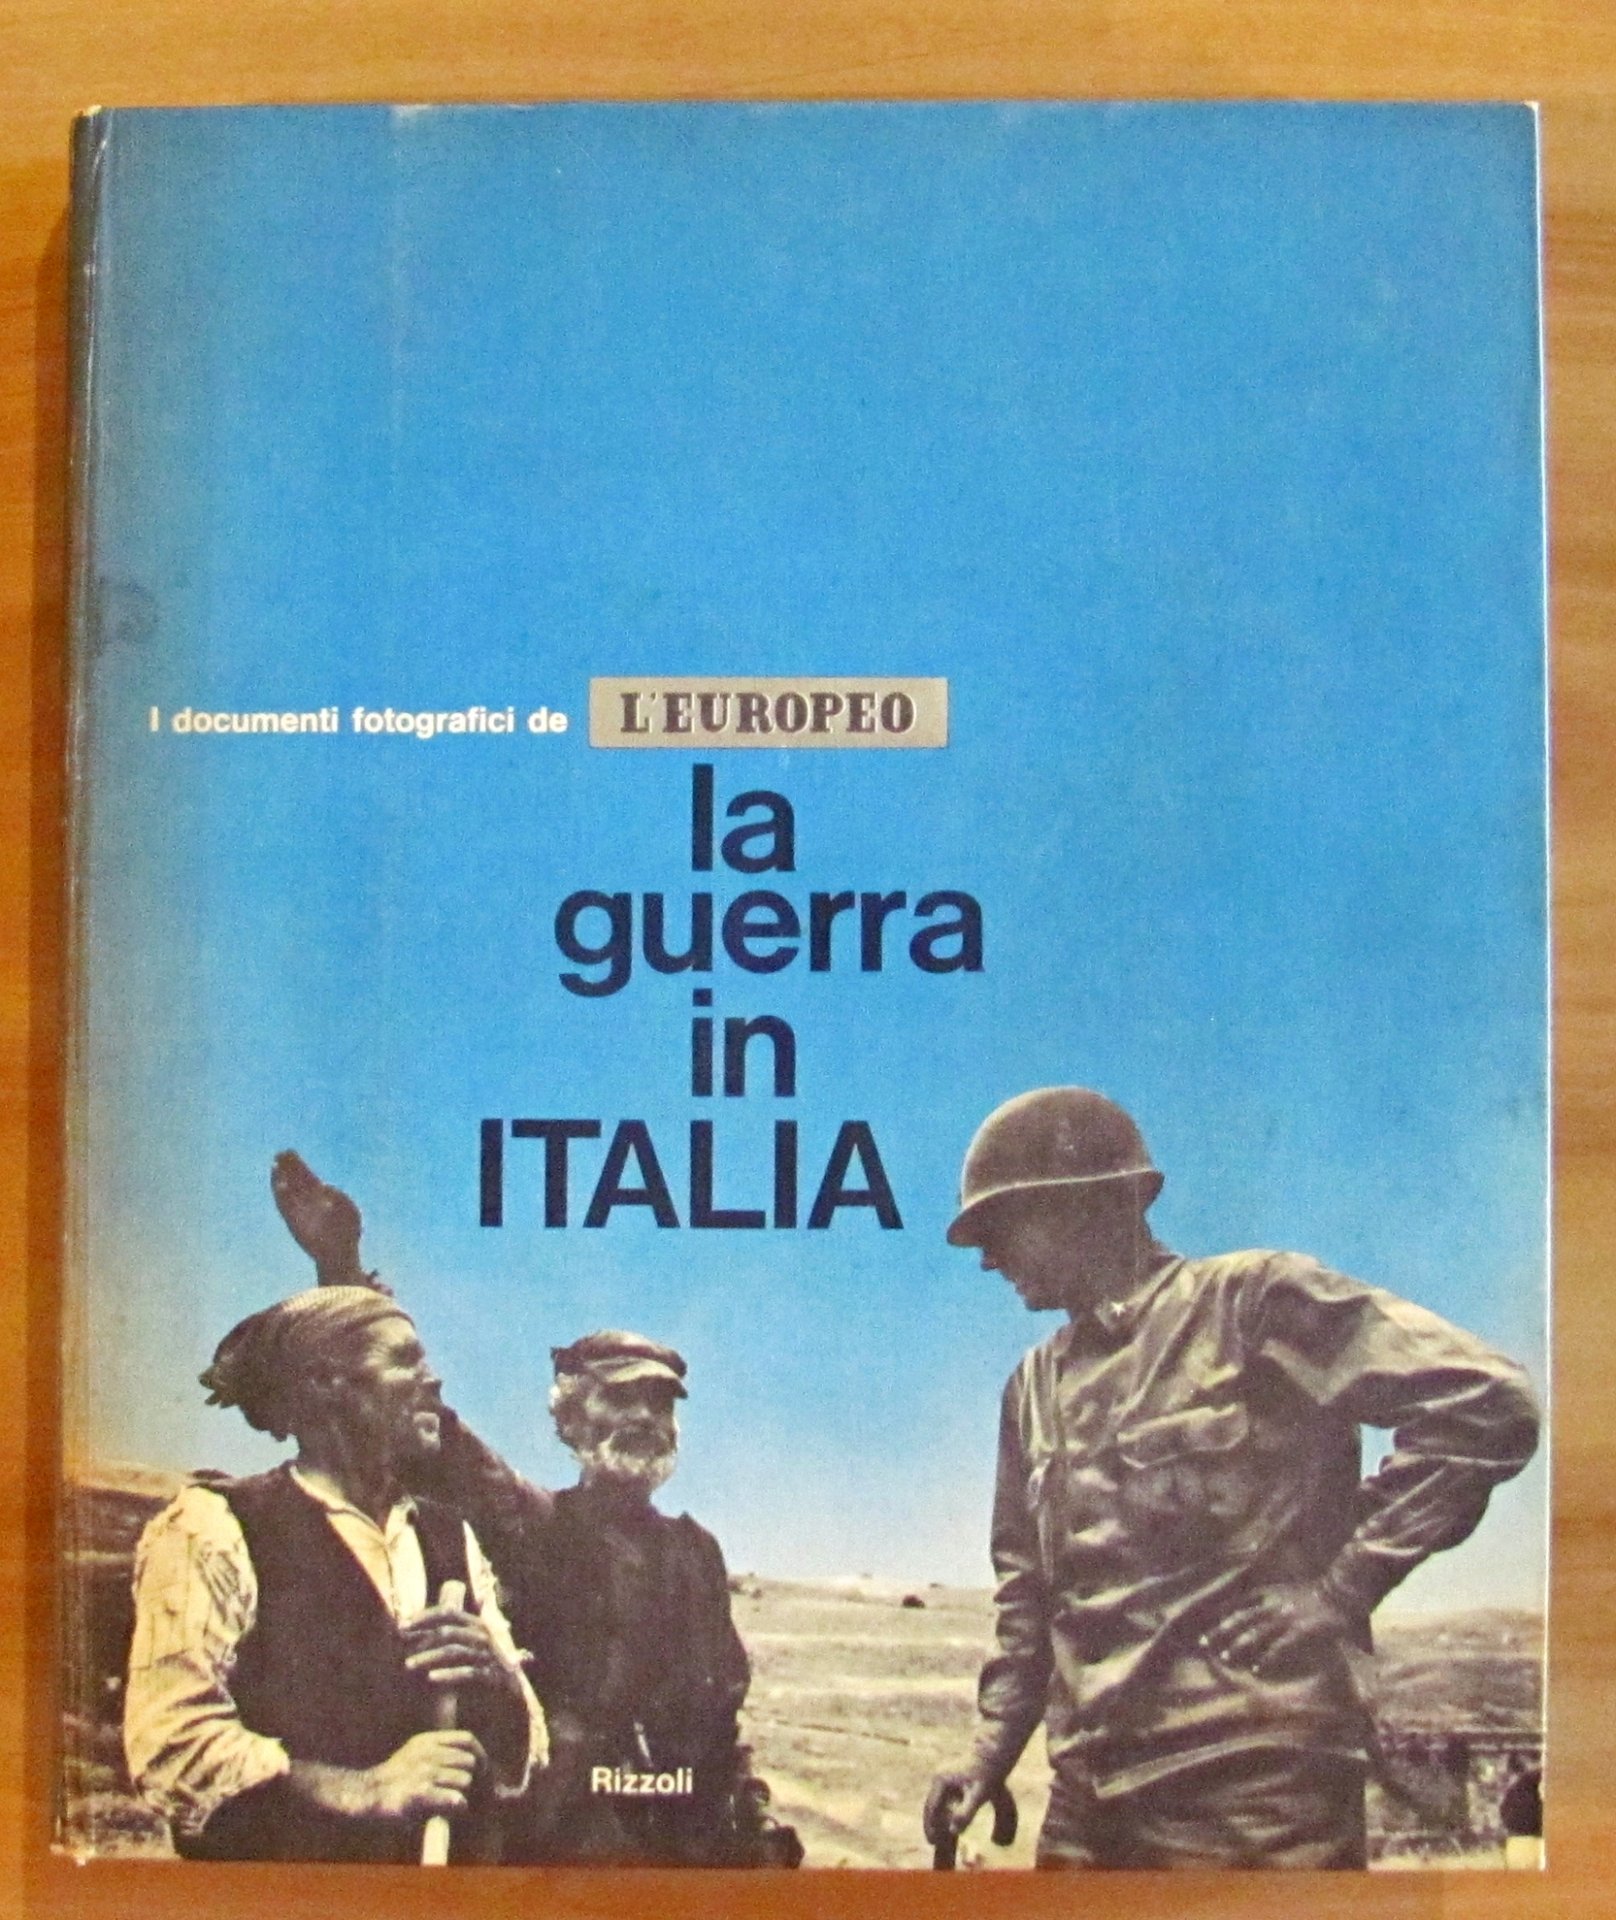 I documenti fotografici de L'EUROPEO
la
guerra
in
ITALIA
Rizzoli